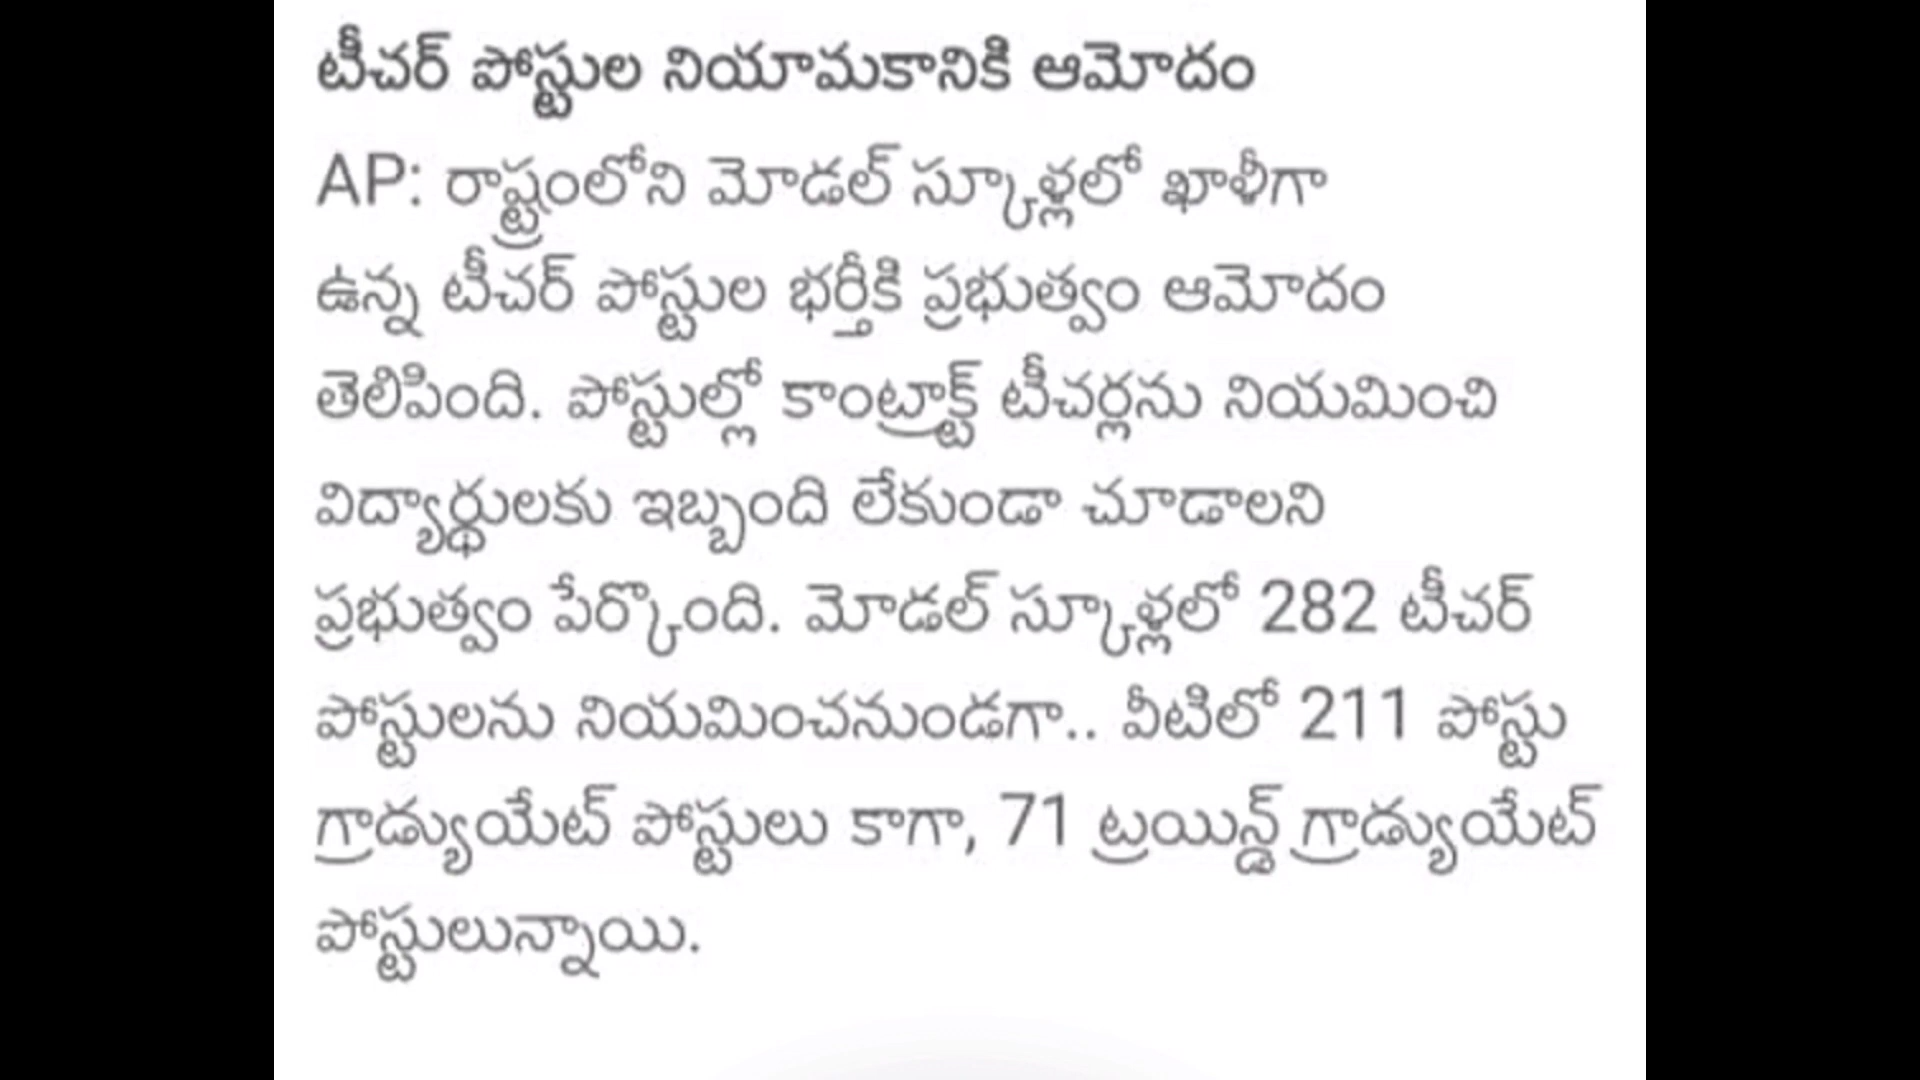 టీచర్ పోస్టుల నియామకానికి ఆమోదం
AP: రాష్ట్రంలోని మోడల్ స్కూళ్లలో ఖాళీగా
ఉన్న టీచర్ పోస్టుల భర్తీకి ప్రభుత్వం ఆమోదం
తెలిపింది. పోస్టుల్లో కాంట్రాక్ట్ టీచర్లను నియమించి
విద్యార్థులకు ఇబ్బంది లేకుండా చూడాలని
ప్రభుత్వం పేర్కొంది. మోడల్ స్కూళ్లలో 282 టీచర్
పోస్టులను నియమించనుండగా.. వీటిలో 211 పోస్టు
గ్రాడ్యుయేట్ పోస్టులు కాగా, 71 ట్రయిన్డ్ గ్రాడ్యుయేట్
పోస్టులున్నాయి.